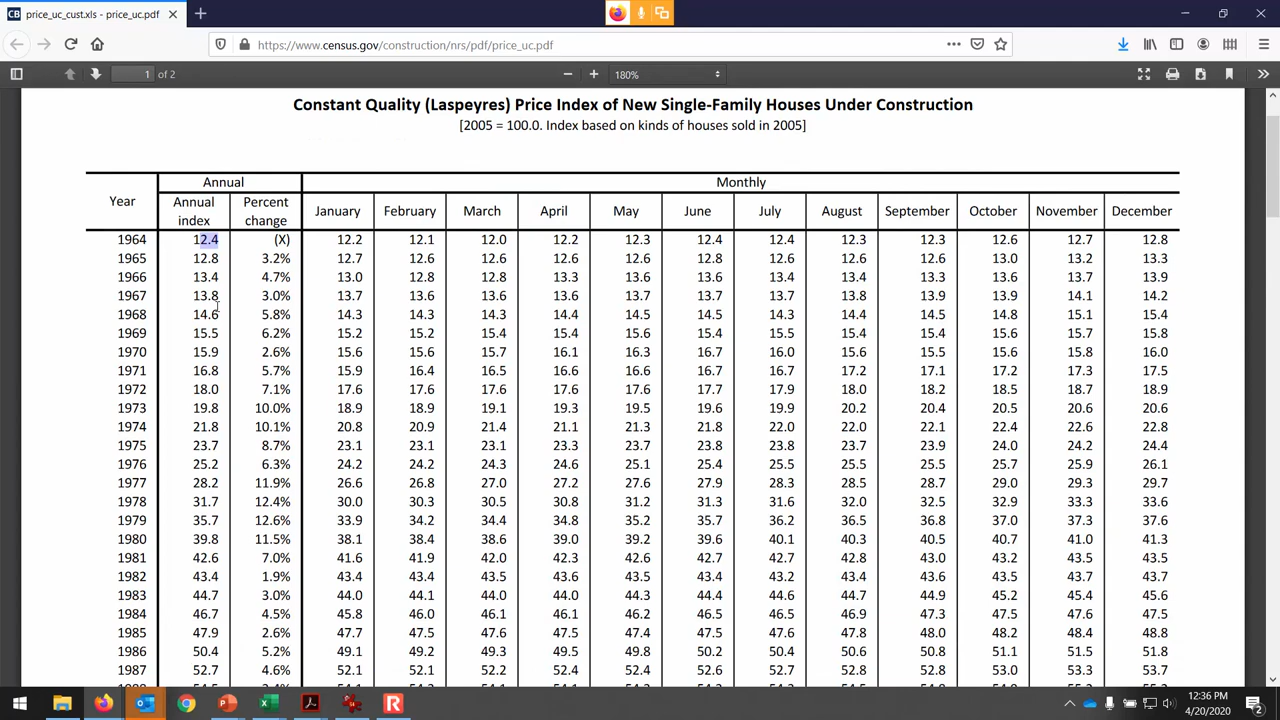 price_uc_cust.xls - price_uc.pdf
https://www.census.gov/construction/nrs/pdf/price_uc.pdf
1 of 2 180%
Constant Quality (Laspeyres) Price Index of New Single-Family Houses Under Construction
[2005 = 100.0. Index based on kinds of houses sold in 2005]
Annual Monthly
Year Annual index Percent change January February March April May June July August September October November December
1964 12.4 (X) 12.2 12.1 12.0 12.2 12.3 12.4 12.4 12.3 12.3 12.6 12.7 12.8
1965 12.8 3.2% 12.7 12.6 12.6 12.6 12.6 12.8 12.6 12.6 12.6 13.0 13.2 13.3
1966 13.4 4.7% 13.0 12.8 12.8 13.3 13.6 13.6 13.4 13.4 13.3 13.6 13.7 13.9
1967 13.8 3.0% 13.7 13.6 13.6 13.6 13.7 13.7 13.7 13.8 13.9 13.9 14.1 14.2
1968 14.6 5.8% 14.3 14.3 14.3 14.4 14.5 14.5 14.3 14.4 14.5 14.8 15.1 15.4
1969 15.5 6.2% 15.2 15.2 15.4 15.4 15.6 15.4 15.5 15.4 15.4 15.6 15.7 15.8
1970 15.9 2.6% 15.6 15.6 15.7 16.1 16.3 16.7 16.0 15.6 15.5 15.6 15.8 16.0
1971 16.8 5.7% 15.9 16.4 16.5 16.6 16.6 16.7 16.7 17.2 17.1 17.2 17.3 17.5
1972 18.0 7.1% 17.6 17.6 17.6 17.6 17.6 17.7 17.9 18.0 18.2 18.5 18.7 18.9
1973 19.8 10.0% 18.9 18.9 19.1 19.3 19.5 19.6 19.9 20.2 20.4 20.5 20.6 20.6
1974 21.8 10.1% 20.8 20.9 21.4 21.1 21.3 21.8 22.0 22.0 22.1 22.4 22.6 22.8
1975 23.7 8.7% 23.1 23.1 23.1 23.3 23.7 23.8 23.8 23.7 23.9 24.0 24.2 24.4
1976 25.2 6.3% 24.2 24.2 24.3 24.6 25.1 25.4 25.5 25.5 25.5 25.7 25.9 26.1
1977 28.2 11.9% 26.6 26.8 27.0 27.2 27.6 27.9 28.3 28.5 28.7 29.0 29.3 29.7
1978 31.7 12.4% 30.0 30.3 30.5 30.8 31.2 31.3 31.6 32.0 32.5 32.9 33.3 33.6
1979 35.7 12.6% 33.9 34.2 34.4 34.8 35.2 35.7 36.2 36.5 36.8 37.0 37.3 37.6
1980 39.8 11.5% 38.1 38.4 38.6 39.0 39.2 39.6 40.1 40.3 40.5 40.7 41.0 41.3
1981 42.6 7.0% 41.6 41.9 42.0 42.3 42.6 42.7 42.7 42.8 43.0 43.2 43.5 43.5
1982 43.4 1.9% 43.4 43.4 43.5 43.6 43.5 43.4 43.2 43.4 43.6 43.5 43.7 43.7
1983 44.7 3.0% 44.0 44.1 44.0 44.0 44.3 44.4 44.6 44.7 44.9 45.2 45.4 45.6
1984 46.7 4.5% 45.8 46.0 46.1 46.1 46.2 46.5 46.5 46.9 47.3 47.5 47.6 47.5
1985 47.9 2.6% 47.7 47.5 47.6 47.5 47.4 47.5 47.6 47.8 48.0 48.2 48.4 48.8
1986 50.4 5.2% 49.1 49.2 49.3 49.5 49.8 50.2 50.4 50.6 50.8 51.1 51.5 51.8
1987 52.7 4.6% 52.1 52.1 52.2 52.4 52.4 52.6 52.7 52.8 52.8 53.0 53.3 53.7
12:36 PM
4/20/2020
2